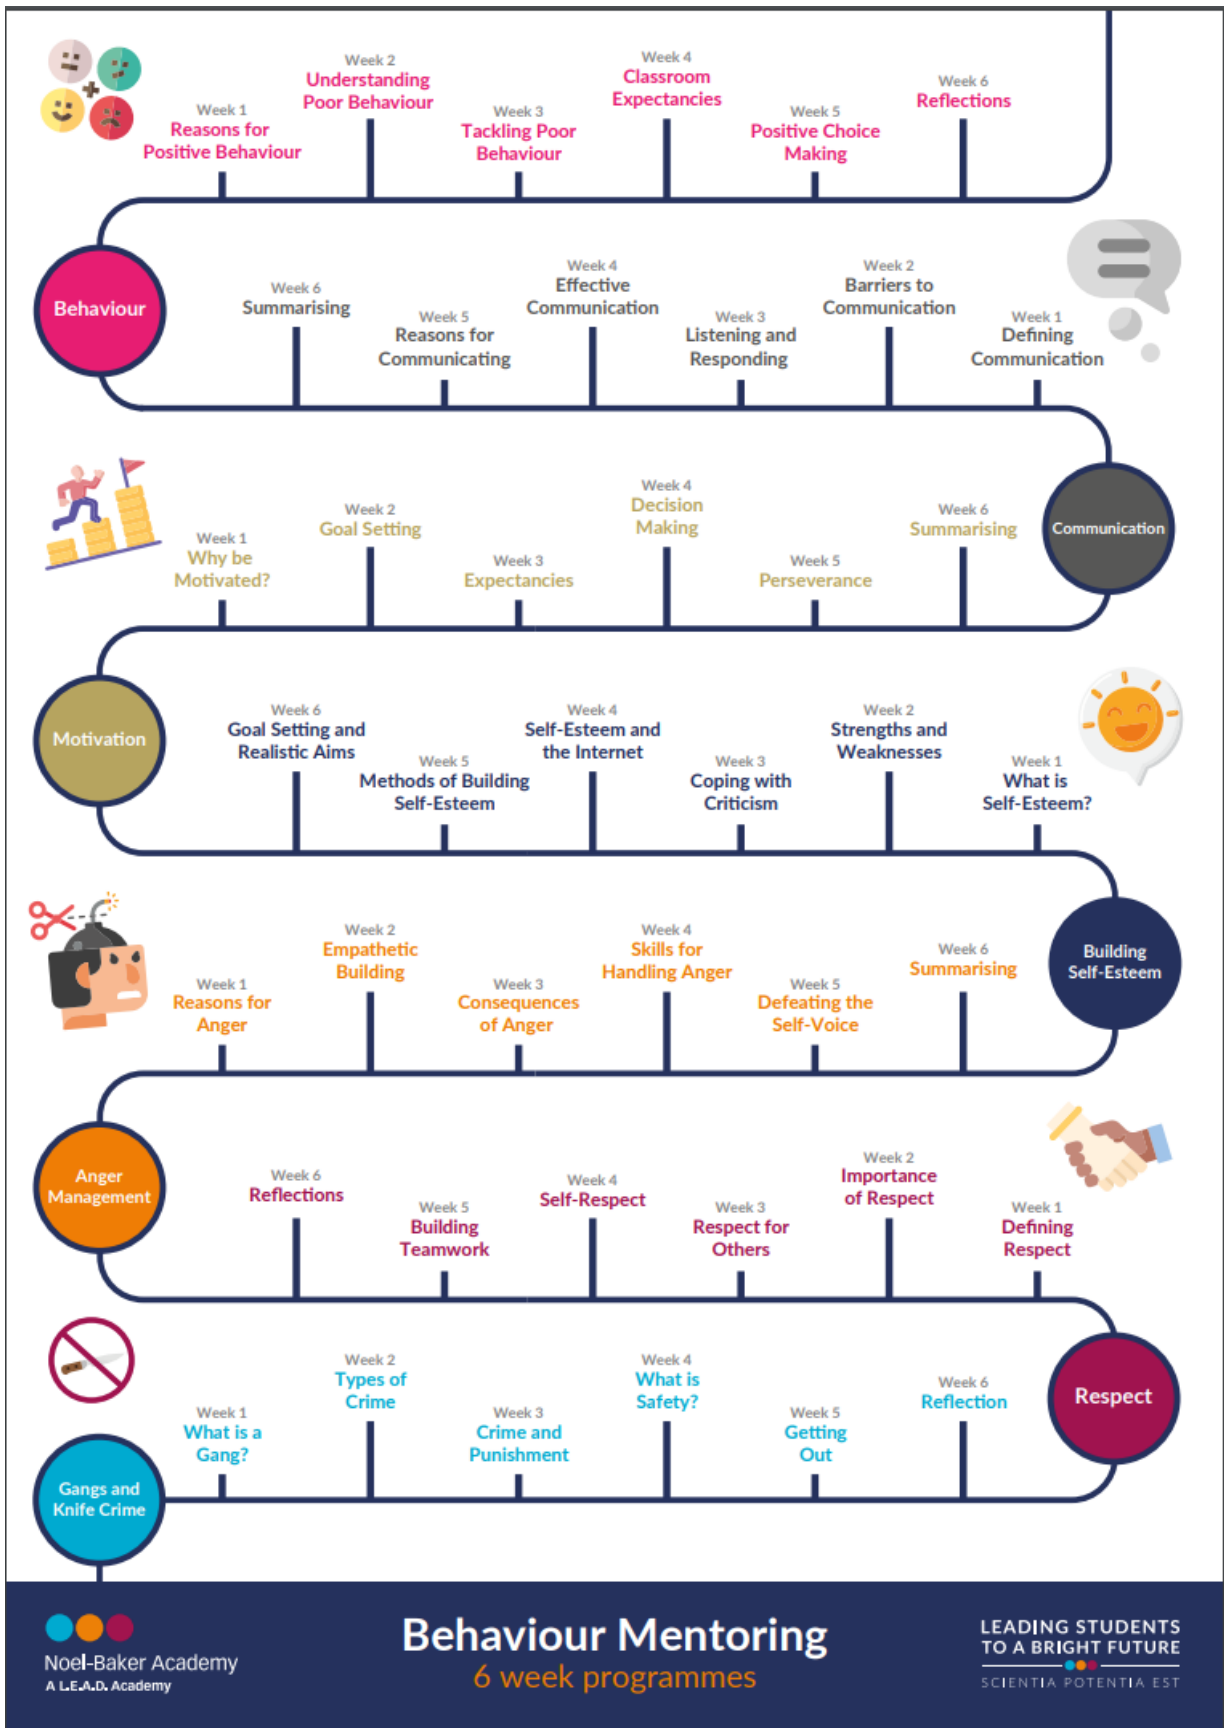 Week 1
Reasons for
Positive Behaviour
Week 2
Understanding
Poor Behaviour
Week 3
Tackling Poor
Behaviour
Week 4
Classroom
Expectancies
Week 5
Positive Choice
Making
Week 6
Reflections
Behaviour
Week 6
Summarising
Week 5
Reasons for
Communicating
Week 4
Effective
Communication
Week 3
Listening and
Responding
Week 2
Barriers to
Communication
Week 1
Defining
Communication
Communication
Week 1
Why be
Motivated?
Week 2
Goal Setting
Week 3
Expectancies
Week 4
Decision
Making
Week 5
Perseverance
Week 6
Summarising
Motivation
Week 6
Goal Setting and
Realistic Aims
Week 5
Methods of Building
Self-Esteem
Week 4
Self-Esteem and
the Internet
Week 3
Coping with
Criticism
Week 2
Strengths and
Weaknesses
Week 1
What is
Self-Esteem?
Building
Self-Esteem
Week 1
Reasons for
Anger
Week 2
Empathetic
Building
Week 3
Consequences
of Anger
Week 4
Skills for
Handling Anger
Week 5
Defeating the
Self-Voice
Week 6
Summarising
Anger
Management
Week 6
Reflections
Week 5
Building
Teamwork
Week 4
Self-Respect
Week 3
Respect for
Others
Week 2
Importance
of Respect
Week 1
Defining
Respect
Respect
Week 1
What is a
Gang?
Week 2
Types of
Crime
Week 3
Crime and
Punishment
Week 4
What is
Safety?
Week 5
Getting
Out
Week 6
Reflection
Gangs and
Knife Crime
Noel-Baker Academy
A L.E.A.D. Academy
Behaviour Mentoring
6 week programmes
LEADING STUDENTS
TO A BRIGHT FUTURE
SCIENTIA POTENTIA EST